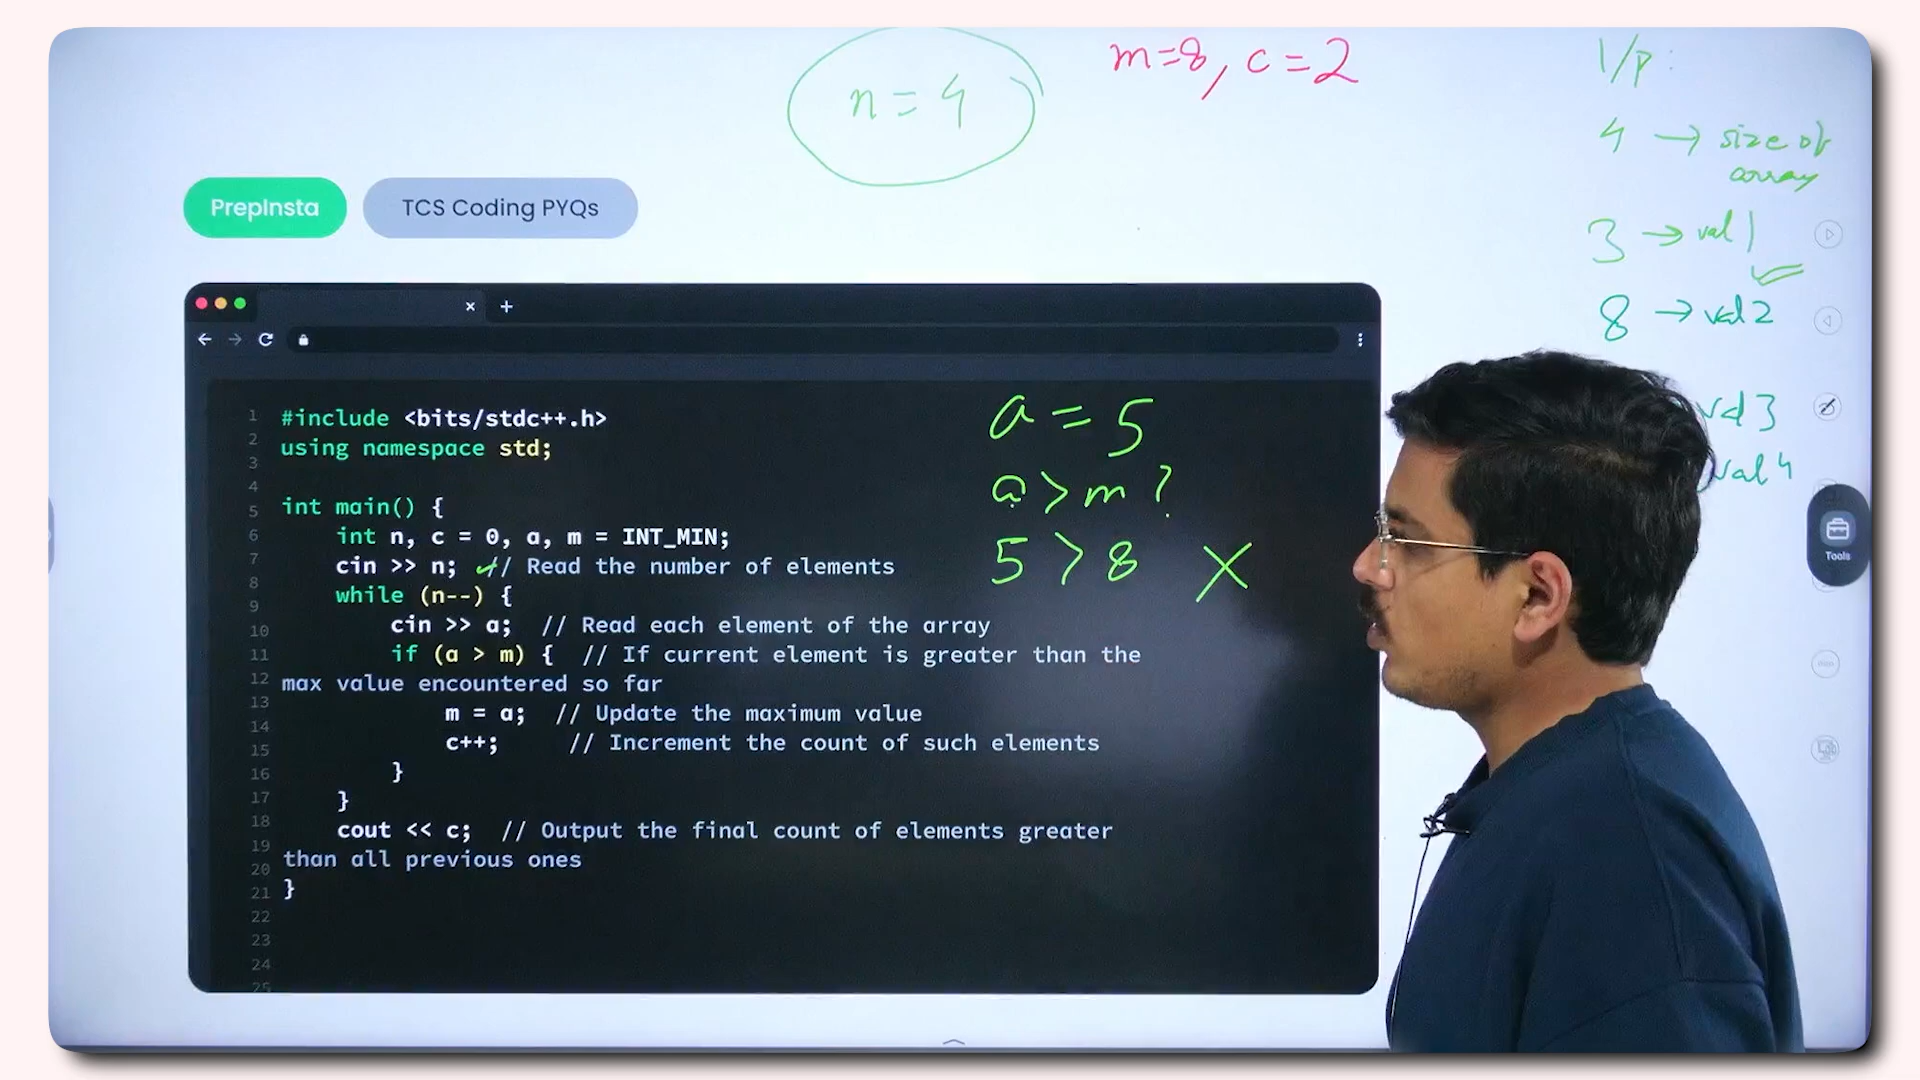 n = 4
m=8, c=2
I/P:
4 → size of
array
3 → val 1
8 → val 2
val 3
val 4
PrepInsta
TCS Coding PYQs
1 #include <bits/stdc++.h>
2 using namespace std;
3
4
5 int main() {
6 int n, c = 0, a, m = INT_MIN;
7 cin >> n; // Read the number of elements
8 while (n--) {
9
10 cin >> a; // Read each element of the array
11 if (a > m) { // If current element is greater than the
12 max value encountered so far
13 m = a; // Update the maximum value
14
15 c++; // Increment the count of such elements
16 }
17 }
18 cout << c; // Output the final count of elements greater
19 than all previous ones
20
21 }
22
23
24
25
a = 5
a > m ?
5 > 8 X
Tools